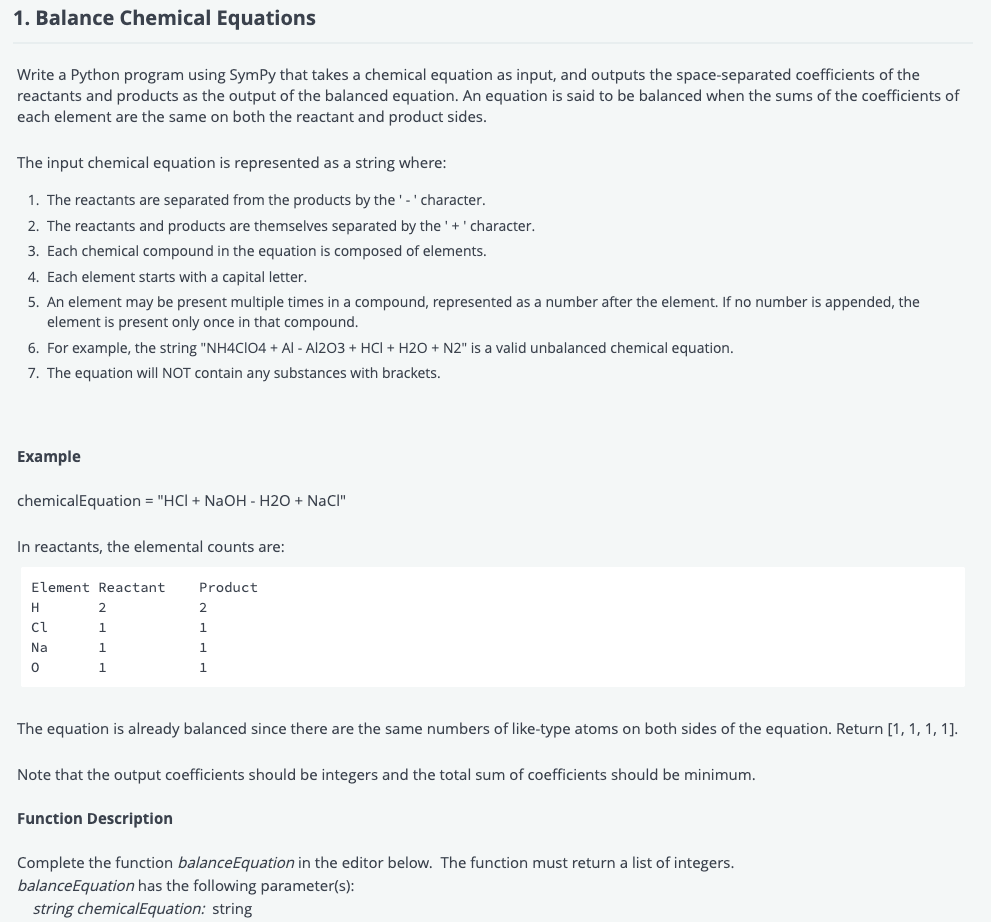 1. Balance Chemical Equations
Write a Python program using SymPy that takes a chemical equation as input, and outputs the space-separated coefficients of the
reactants and products as the output of the balanced equation. An equation is said to be balanced when the sums of the coefficients of
each element are the same on both the reactant and product sides.
The input chemical equation is represented as a string where:
1. The reactants are separated from the products by the ' - ' character.
2. The reactants and products are themselves separated by the ' + ' character.
3. Each chemical compound in the equation is composed of elements.
4. Each element starts with a capital letter.
5. An element may be present multiple times in a compound, represented as a number after the element. If no number is appended, the
element is present only once in that compound.
6. For example, the string "NH4ClO4 + Al - Al2O3 + HCl + H2O + N2" is a valid unbalanced chemical equation.
7. The equation will NOT contain any substances with brackets.
Example
chemicalEquation = "HCl + NaOH - H2O + NaCl"
In reactants, the elemental counts are:
Element Reactant Product
H 2 2
Cl 1 1
Na 1 1
O 1 1
The equation is already balanced since there are the same numbers of like-type atoms on both sides of the equation. Return [1, 1, 1, 1].
Note that the output coefficients should be integers and the total sum of coefficients should be minimum.
Function Description
Complete the function balanceEquation in the editor below. The function must return a list of integers.
balanceEquation has the following parameter(s):
string chemicalEquation: string